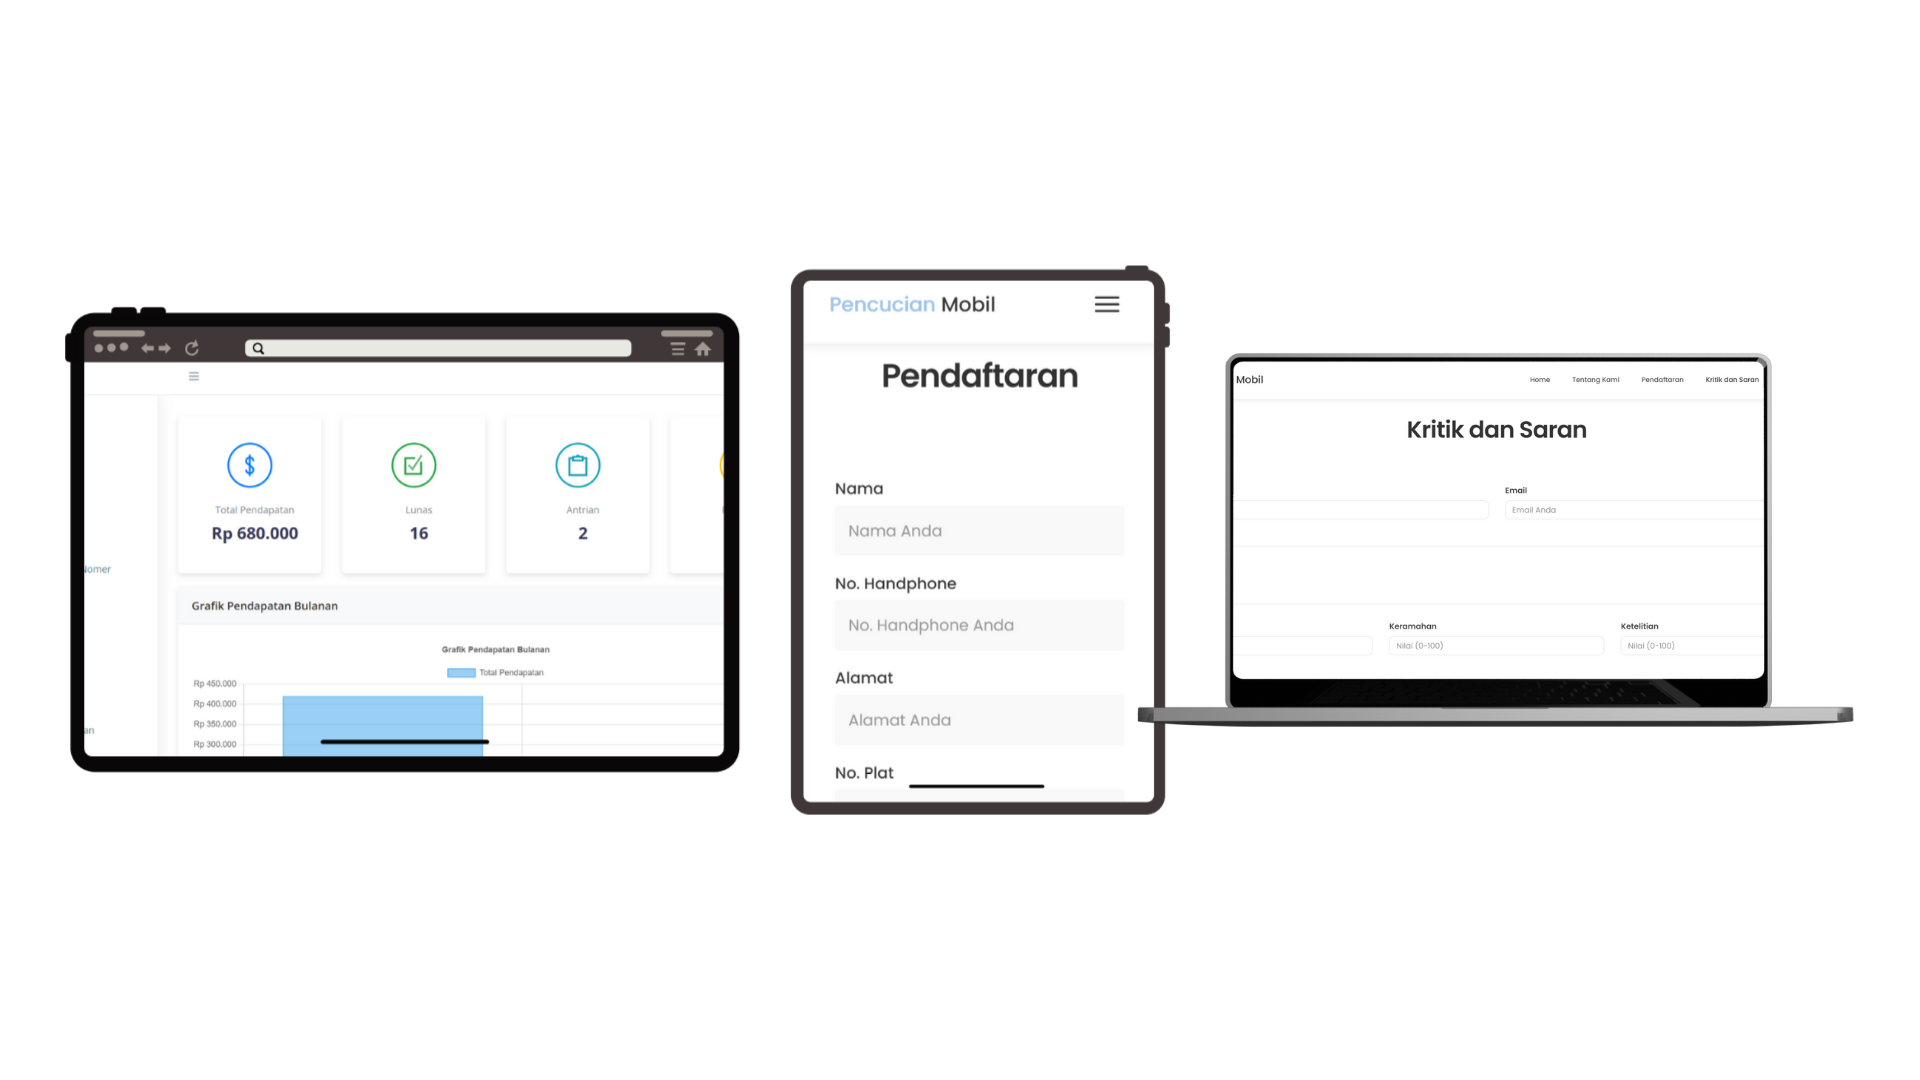 Total Pendapatan
Rp 680.000
Lunas
16
Antrian
2
Grafik Pendapatan Bulanan
Grafik Pendapatan Bulanan
Total Pendapatan
Rp 450.000
Rp 400.000
Rp 350.000
Rp 300.000
Pencucian Mobil
Pendaftaran
Nama
Nama Anda
No. Handphone
No. Handphone Anda
Alamat
Alamat Anda
No. Plat
Mobil
Home Tentang Kami Pendaftaran Kritik dan Saran
Kritik dan Saran
Email
Email Anda
Keramahan Ketelitian
Nilai (0-100) Nilai (0-100)